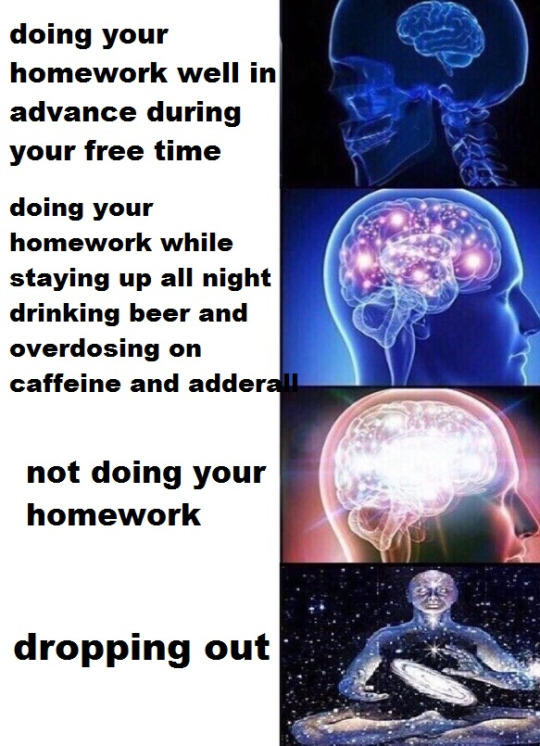 doing your
homework well in
advance during
your free time
doing your
homework while
staying up all night
drinking beer and
overdosing on
caffeine and adderall
not doing your
homework
dropping out